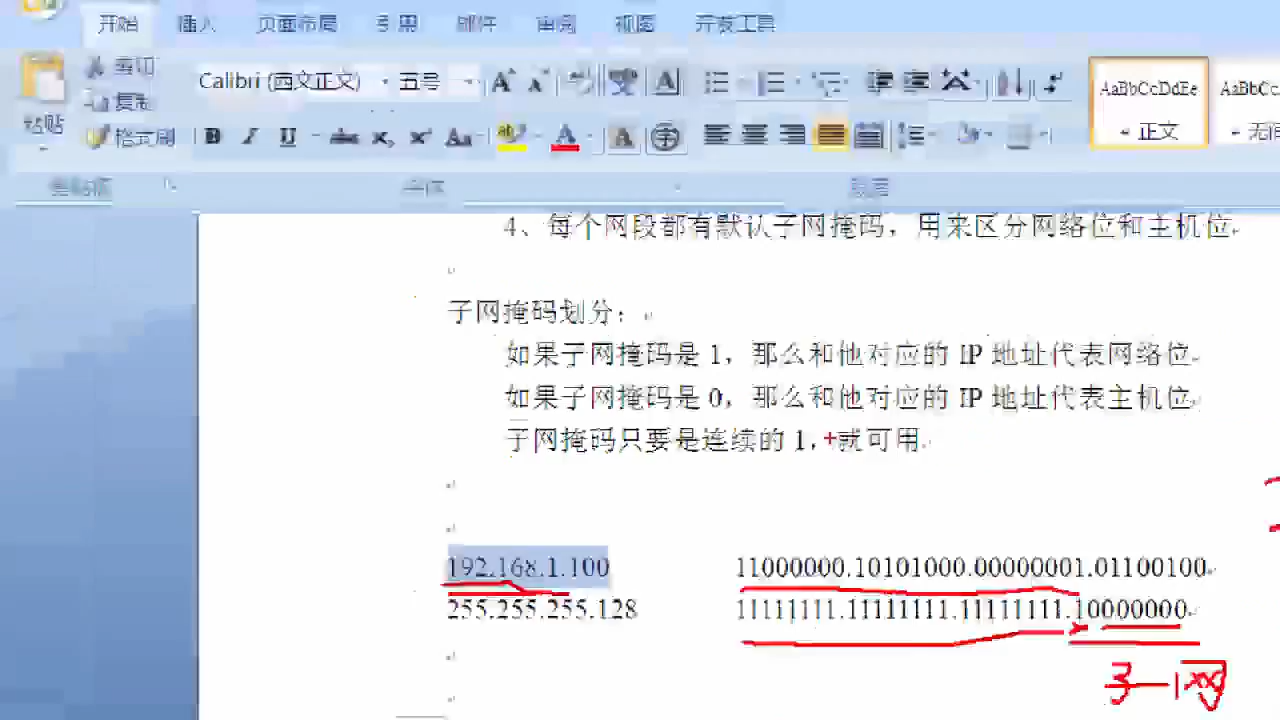 开始 插入 页面布局 引用 邮件 审阅 视图 开发工具
剪切
Calibri (西文正文) 五号
复制
粘贴
格式刷
B I U
AaBbCcDdEe AaBbCc
正文
剪贴板 字体 段落
4、每个网段都有默认子网掩码，用来区分网络位和主机位
子网掩码划分：
如果子网掩码是 1，那么和他对应的 IP 地址代表网络位
如果子网掩码是 0，那么和他对应的 IP 地址代表主机位
子网掩码只要是连续的 1，就可用
192.168.1.100 11000000.10101000.00000001.01100100
255.255.255.128 11111111.11111111.11111111.10000000
子网